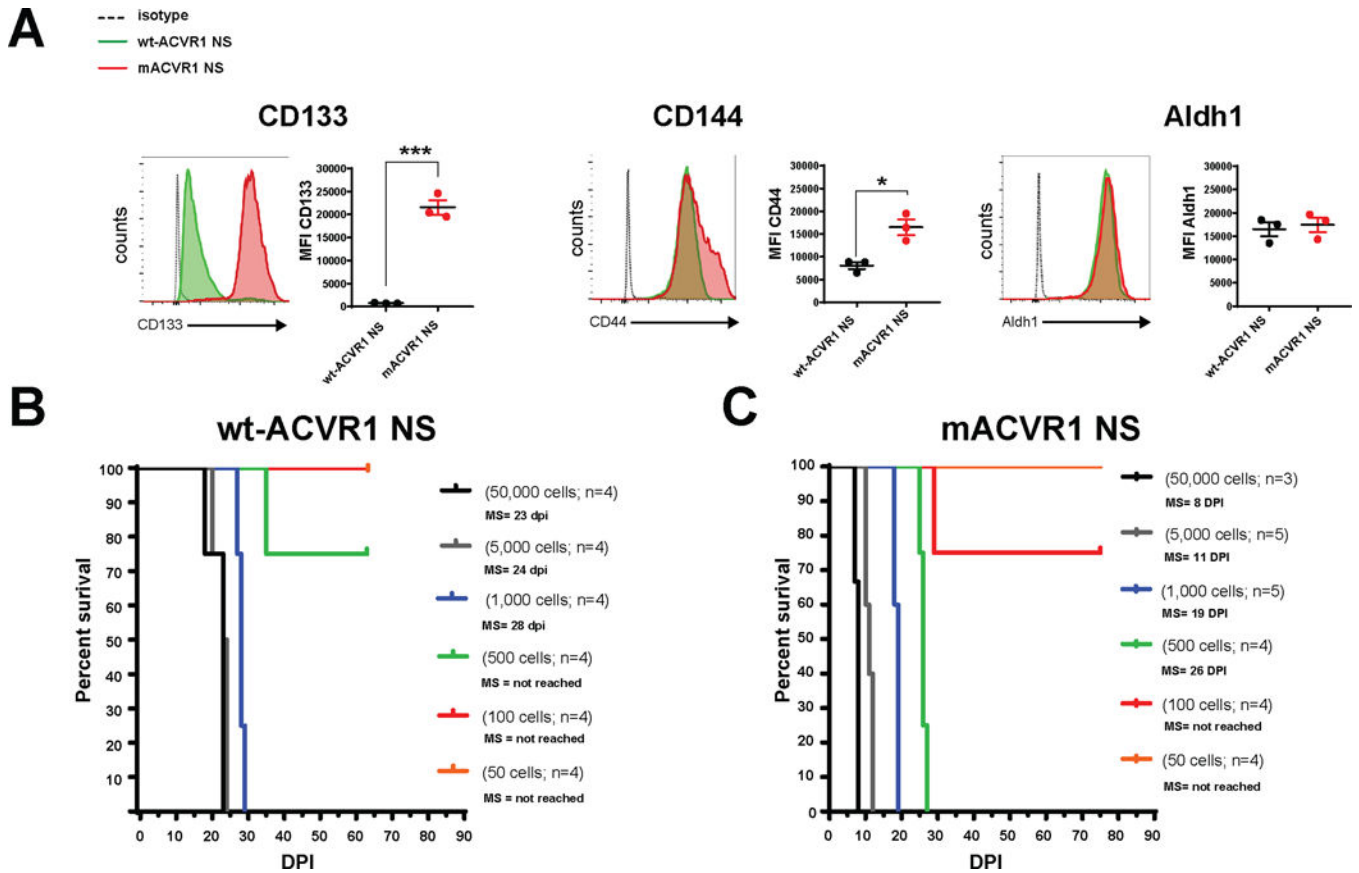 A
isotype
wt-ACVR1 NS
mACVR1 NS
CD133
CD144
Aldh1
counts
CD133
MFI CD133
30000
25000
20000
15000
10000
5000
0
***
wt-ACVR1 NS
mACVR1 NS
counts
CD44
MFI CD44
30000
25000
20000
15000
10000
5000
0
*
wt-ACVR1 NS
mACVR1 NS
counts
Aldh1
MFI Aldh1
30000
25000
20000
15000
10000
5000
0
wt-ACVR1 NS
mACVR1 NS
B
wt-ACVR1 NS
Percent survival
100
90
80
70
60
50
40
30
20
10
0 10 20 30 40 50 60 70 80 90
DPI
(50,000 cells; n=4)
MS= 23 dpi
(5,000 cells; n=4)
MS= 24 dpi
(1,000 cells; n=4)
MS= 28 dpi
(500 cells; n=4)
MS = not reached
(100 cells; n=4)
MS = not reached
(50 cells; n=4)
MS = not reached
C
mACVR1 NS
Percent survival
100
90
80
70
60
50
40
30
20
10
0
0 10 20 30 40 50 60 70 80 90
DPI
(50,000 cells; n=3)
MS= 8 DPI
(5,000 cells; n=5)
MS= 11 DPI
(1,000 cells; n=5)
MS= 19 DPI
(500 cells; n=4)
MS= 26 DPI
(100 cells; n=4)
MS= not reached
(50 cells; n=4)
MS= not reached